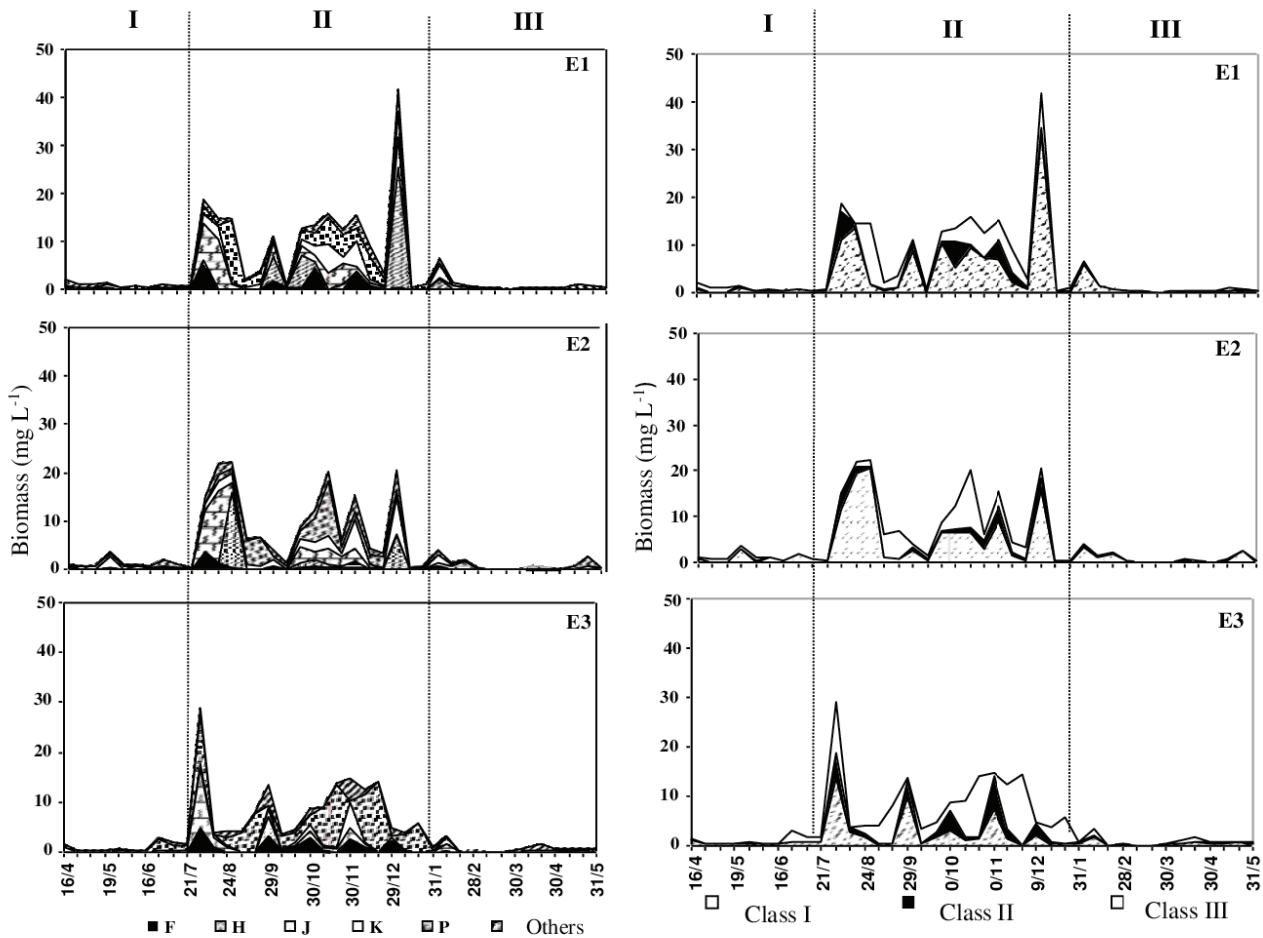 I II III
50 E1
40
30
20
10
0
50 E2
40
30
20
10
0
50 E3
40
30
20
10
0
Biomass (mg L⁻¹)
16/4 19/5 16/6 21/7 24/8 29/9 30/10 30/11 29/12 31/1 28/2 30/3 30/4 31/5
F H J K P Others
I II III
50 E1
40
30
20
10
0
50 E2
40
30
20
10
0
50 E3
40
30
20
10
0
Biomass (mg L⁻¹)
16/4 19/5 16/6 21/7 24/8 29/9 0/10 0/11 9/12 31/1 28/2 30/3 30/4 31/5
Class I Class II Class III